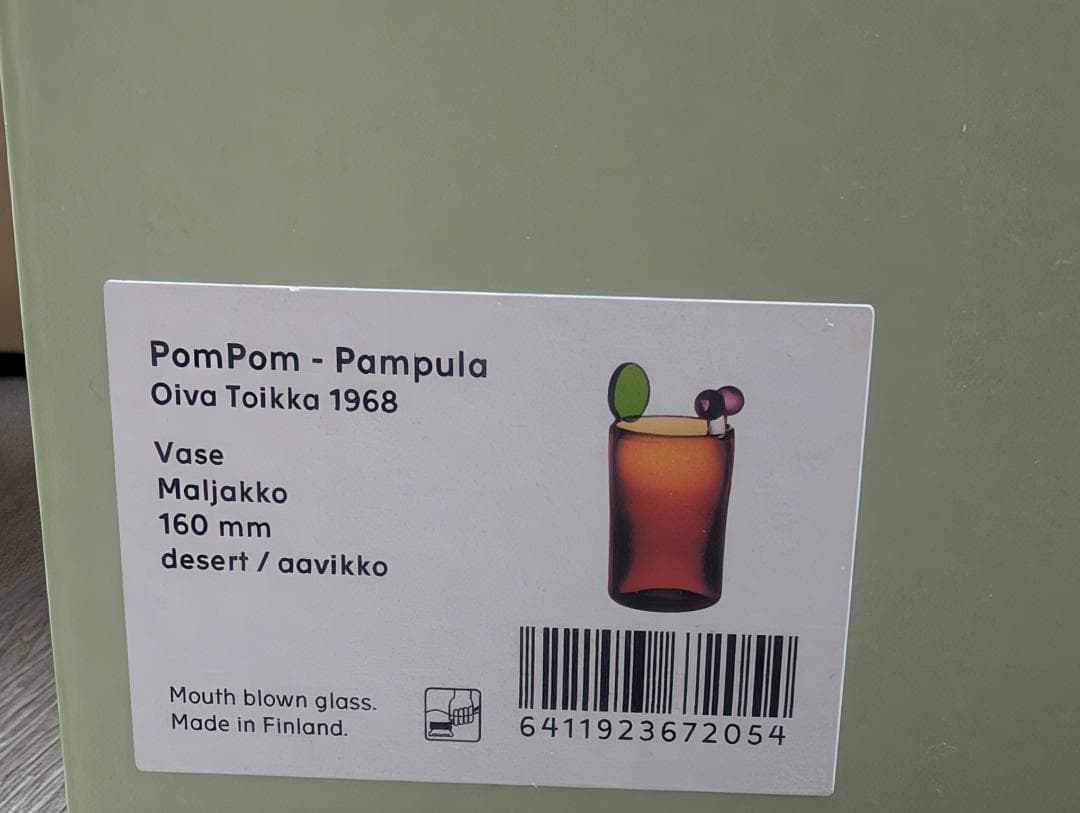 PomPom - Pampula
Oiva Toikka 1968
Vase
Maljakko
160 mm
desert / aavikko
Mouth blown glass.
Made in Finland.
6411923672054